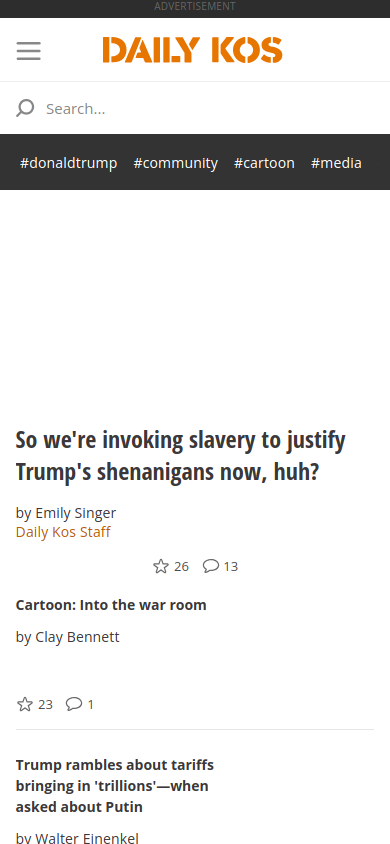 ADVERTISEMENT
DAILY KOS
Search...
#donaldtrump #community #cartoon #media
So we're invoking slavery to justify
Trump's shenanigans now, huh?
by Emily Singer
Daily Kos Staff
26 13
Cartoon: Into the war room
by Clay Bennett
23 1
Trump rambles about tariffs
bringing in 'trillions'—when
asked about Putin
by Walter Einenkel